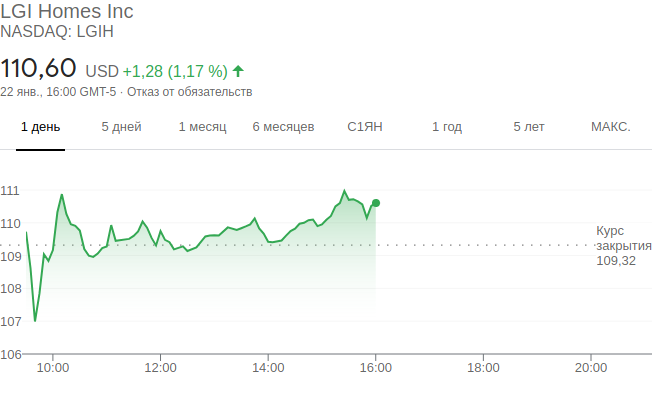 LGI Homes Inc
NASDAQ: LGIH
110,60 USD +1,28 (1,17 %)
22 янв., 16:00 GMT-5 · Отказ от обязательств
1 день 5 дней 1 месяц 6 месяцев С1ЯН 1 год 5 лет МАКС.
111
110
109
108
107
106
Курс
закрытия
109,32
10:00 12:00 14:00 16:00 18:00 20:00